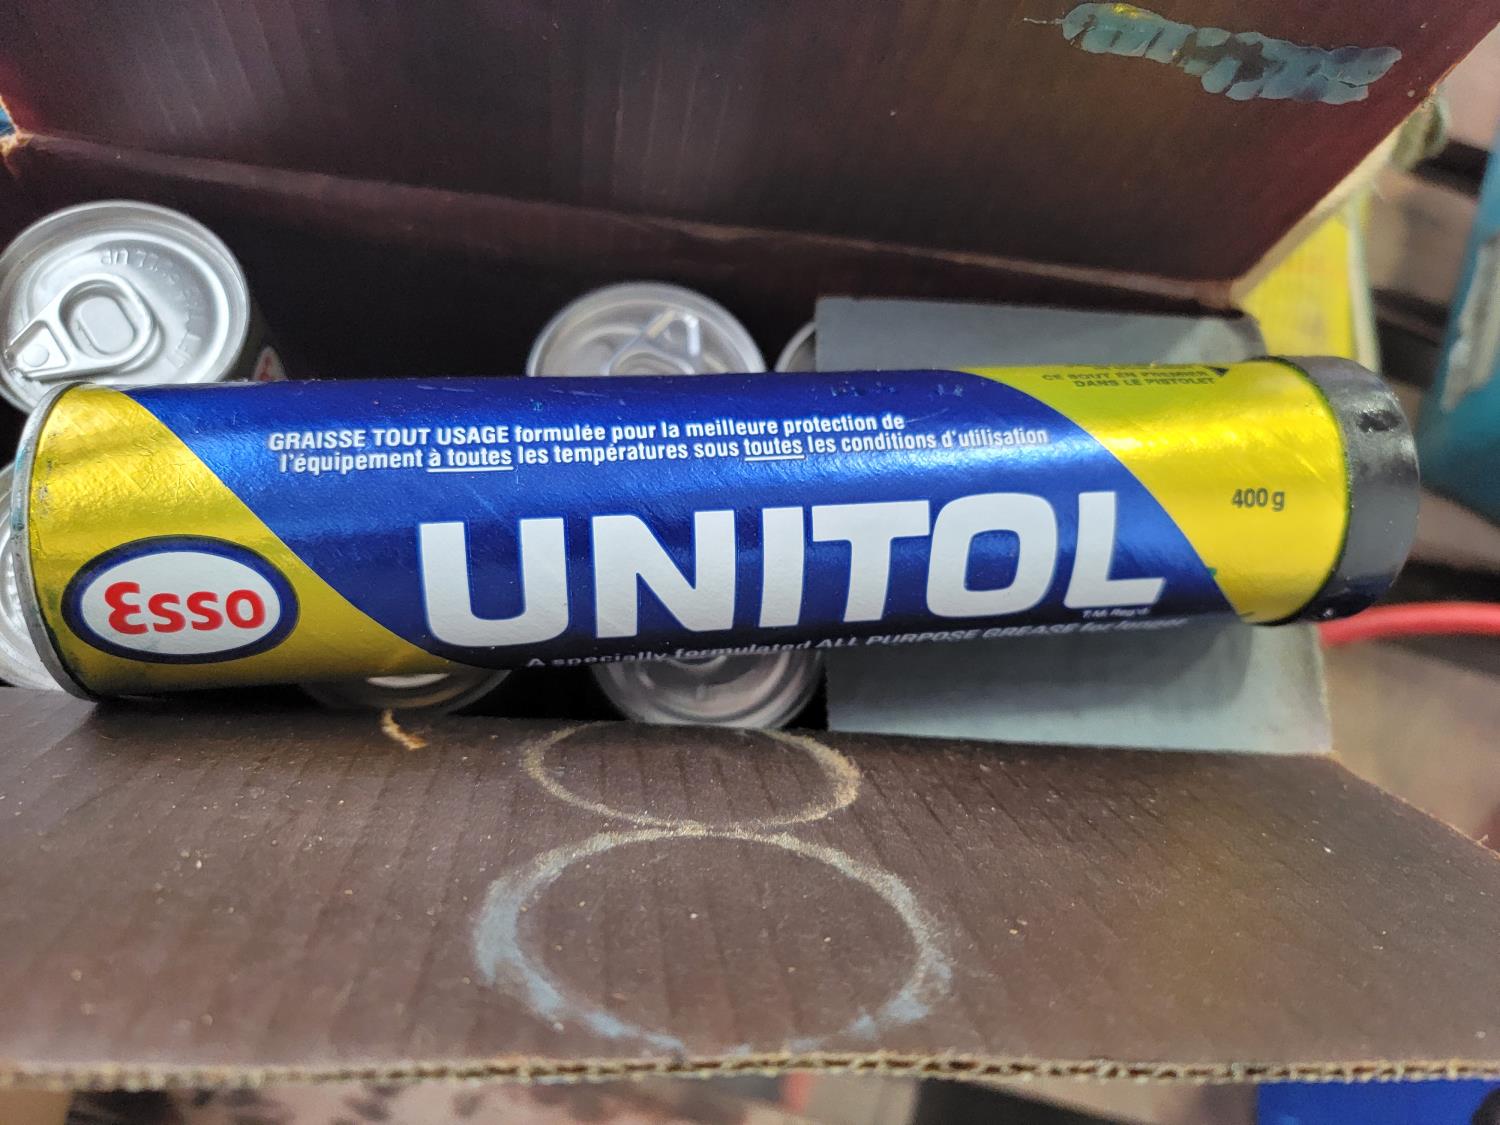 CE BOUT EN PREMIER
DANS LE PISTOLET
GRAISSE TOUT USAGE formulée pour la meilleure protection de
l'équipement à toutes les températures sous toutes les conditions d'utilisation
400 g
UNITOL
Esso
T.M. Reg'd.
A specially formulated ALL PURPOSE GREASE for longer